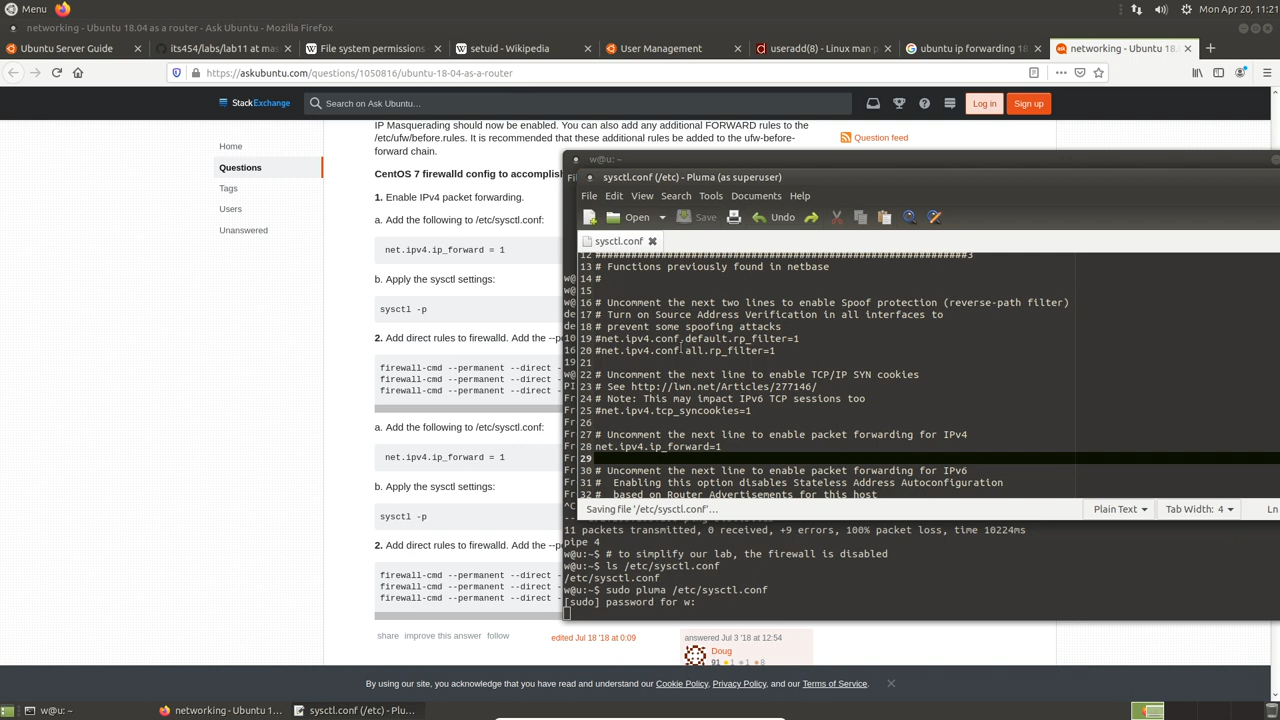 Menu
Mon Apr 20, 11:21
networking - Ubuntu 18.04 as a router - Ask Ubuntu - Mozilla Firefox
Ubuntu Server Guide
its454/labs/lab11 at mas
File system permissions -
setuid - Wikipedia
User Management
useradd(8) - Linux man p
ubuntu ip forwarding 18
networking - Ubuntu 18.
https://askubuntu.com/questions/1050816/ubuntu-18-04-as-a-router
StackExchange
Search on Ask Ubuntu…
Log in
Sign up
Home
Questions
Tags
Users
Unanswered
IP Masquerading should now be enabled. You can also add any additional FORWARD rules to the
/etc/ufw/before.rules. It is recommended that these additional rules be added to the ufw-before-
forward chain.
Question feed
CentOS 7 firewalld config to accomplis
1. Enable IPv4 packet forwarding.
a. Add the following to /etc/sysctl.conf:
net.ipv4.ip_forward = 1
b. Apply the sysctl settings:
sysctl -p
2. Add direct rules to firewalld. Add the --p
firewall-cmd --permanent --direct -
firewall-cmd --permanent --direct -
firewall-cmd --permanent --direct -
a. Add the following to /etc/sysctl.conf:
net.ipv4.ip_forward = 1
b. Apply the sysctl settings:
sysctl -p
2. Add direct rules to firewalld. Add the --p
firewall-cmd --permanent --direct -
firewall-cmd --permanent --direct -
firewall-cmd --permanent --direct -
share improve this answer follow
edited Jul 18 '18 at 0:09
answered Jul 3 '18 at 12:54
Doug
91 1 1 8
w@u: ~
sysctl.conf (/etc) - Pluma (as superuser)
File Edit View Search Tools Documents Help
Open Save Undo
sysctl.conf
12 ##############################################################3
13 # Functions previously found in netbase
14 #
15
16 # Uncomment the next two lines to enable Spoof protection (reverse-path filter)
17 # Turn on Source Address Verification in all interfaces to
18 # prevent some spoofing attacks
19 #net.ipv4.conf.default.rp_filter=1
20 #net.ipv4.conf.all.rp_filter=1
21
22 # Uncomment the next line to enable TCP/IP SYN cookies
23 # See http://lwn.net/Articles/277146/
24 # Note: This may impact IPv6 TCP sessions too
25 #net.ipv4.tcp_syncookies=1
26
27 # Uncomment the next line to enable packet forwarding for IPv4
28 net.ipv4.ip_forward=1
29
30 # Uncomment the next line to enable packet forwarding for IPv6
31 #  Enabling this option disables Stateless Address Autoconfiguration
32 #  based on Router Advertisements for this host
Saving file '/etc/sysctl.conf'…
Plain Text
Tab Width: 4
Ln
11 packets transmitted, 0 received, +9 errors, 100% packet loss, time 10224ms
pipe 4
w@u:~$ # to simplify our lab, the firewall is disabled
w@u:~$ ls /etc/sysctl.conf
/etc/sysctl.conf
w@u:~$ sudo pluma /etc/sysctl.conf
[sudo] password for w:
By using our site, you acknowledge that you have read and understand our Cookie Policy, Privacy Policy, and our Terms of Service.
w@u: ~
networking - Ubuntu 1…
sysctl.conf (/etc) - Plu…